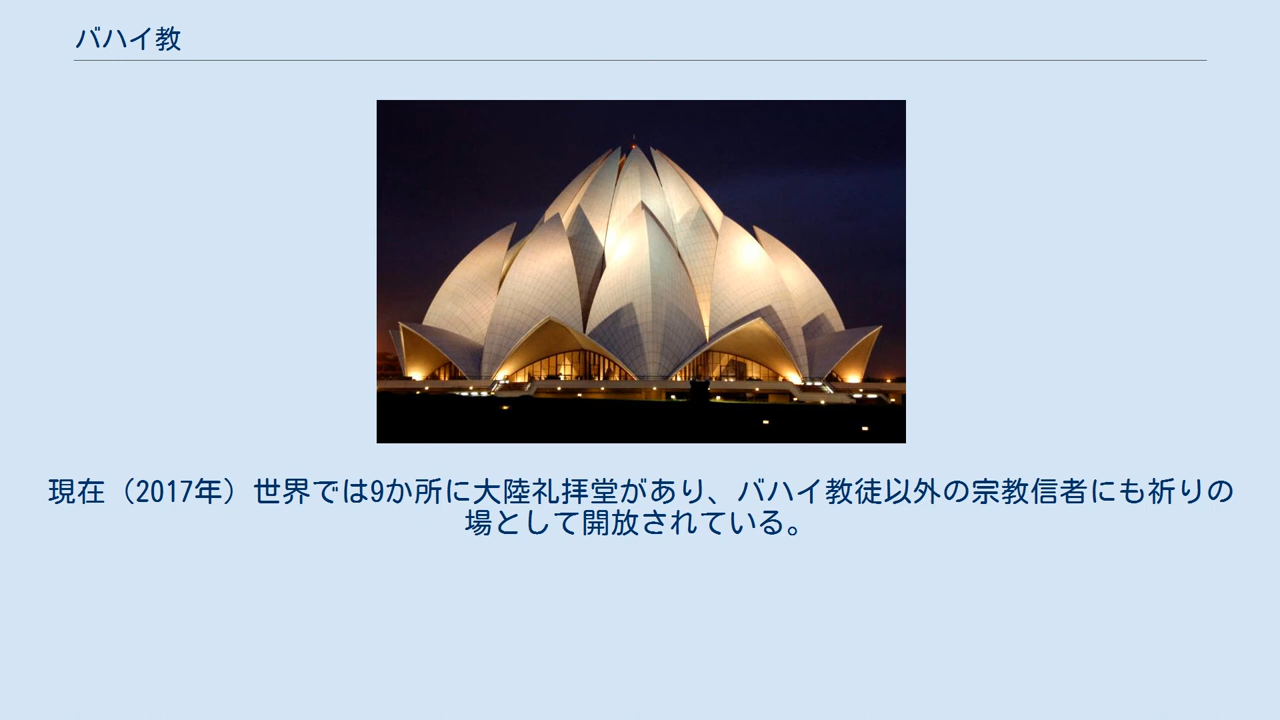 バハイ教
現在（2017年）世界では9か所に大陸礼拝堂があり、バハイ教徒以外の宗教信者にも祈りの
場として開放されている。